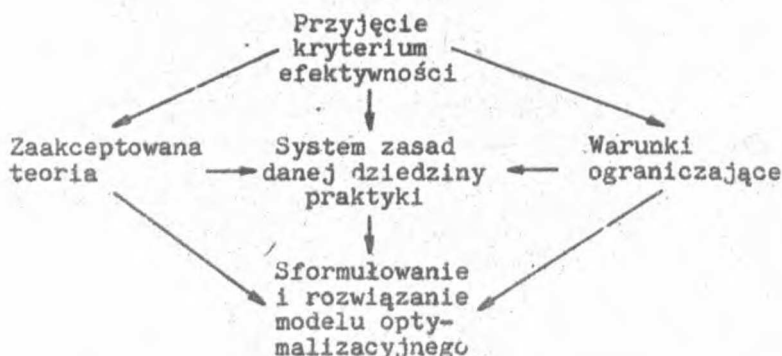 Przyjęcie
kryterium
efektywności
Zaakceptowana
teoria
System zasad
danej dziedziny
praktyki
Warunki
ograniczające
Sformułowanie
i rozwiązanie
modelu opty-
malizacyjnego